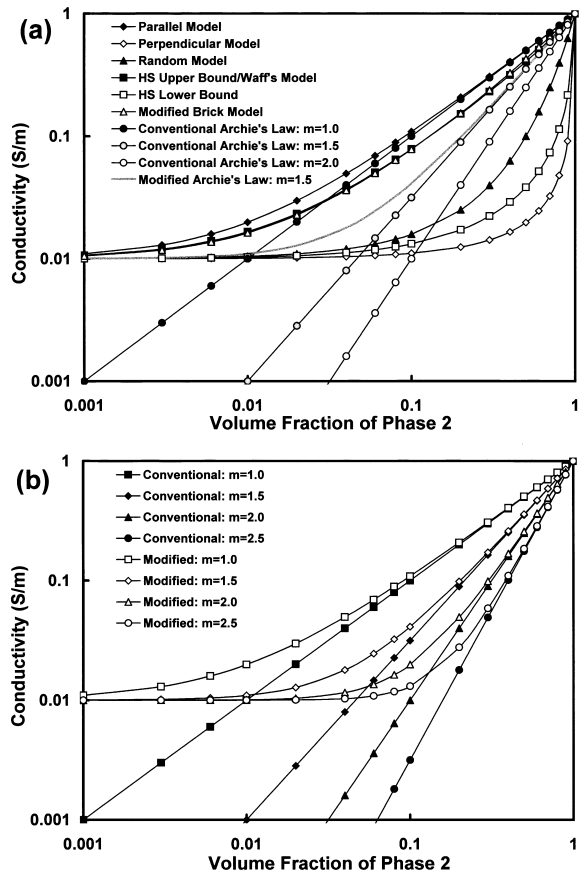 (a)
1
0.1
0.01
0.001
Conductivity (S/m)
Parallel Model
Perpendicular Model
Random Model
HS Upper Bound/Waff's Model
HS Lower Bound
Modified Brick Model
Conventional Archie's Law: m=1.0
Conventional Archie's Law: m=1.5
Conventional Archie's Law: m=2.0
Modified Archie's Law: m=1.5
0.001 0.01 0.1 1
Volume Fraction of Phase 2
(b)
1
0.1
0.01
0.001
Conductivity (S/m)
Conventional: m=1.0
Conventional: m=1.5
Conventional: m=2.0
Conventional: m=2.5
Modified: m=1.0
Modified: m=1.5
Modified: m=2.0
Modified: m=2.5
0.001 0.01 0.1 1
Volume Fraction of Phase 2